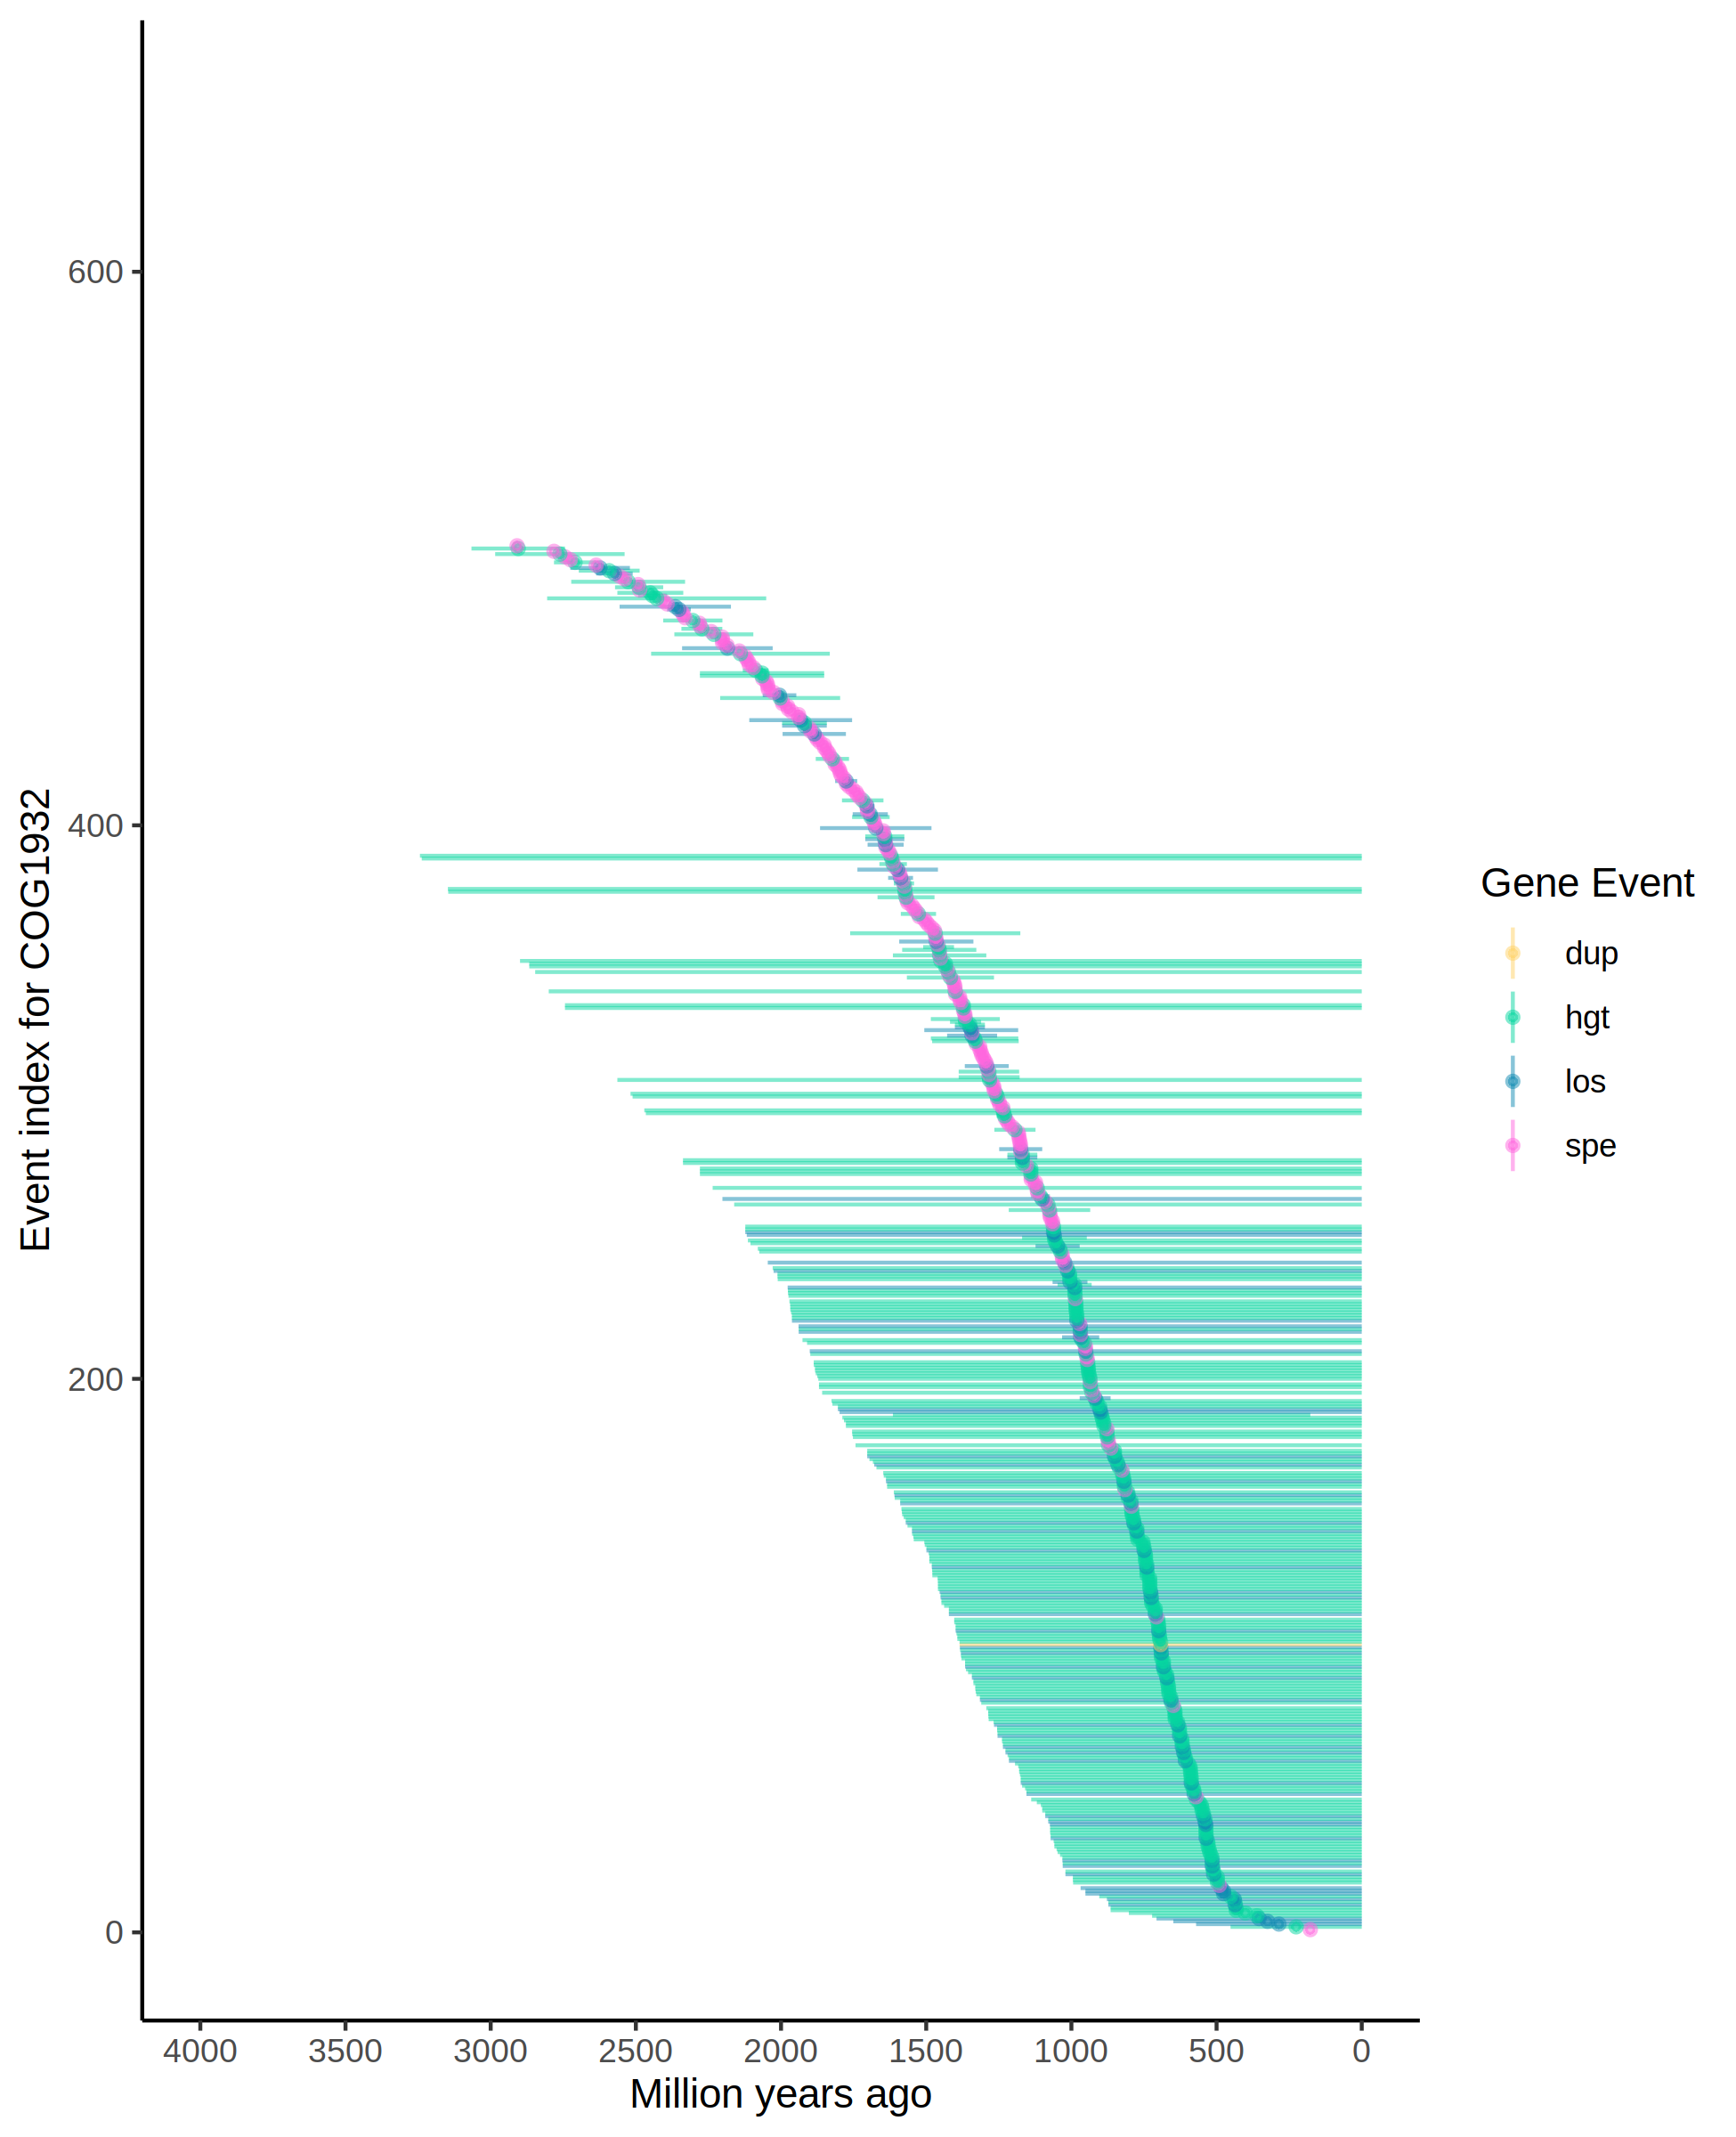 Event index for COG1932
600
400
200
0
4000 3500 3000 2500 2000 1500 1000 500 0
Million years ago
Gene Event
dup
hgt
los
spe